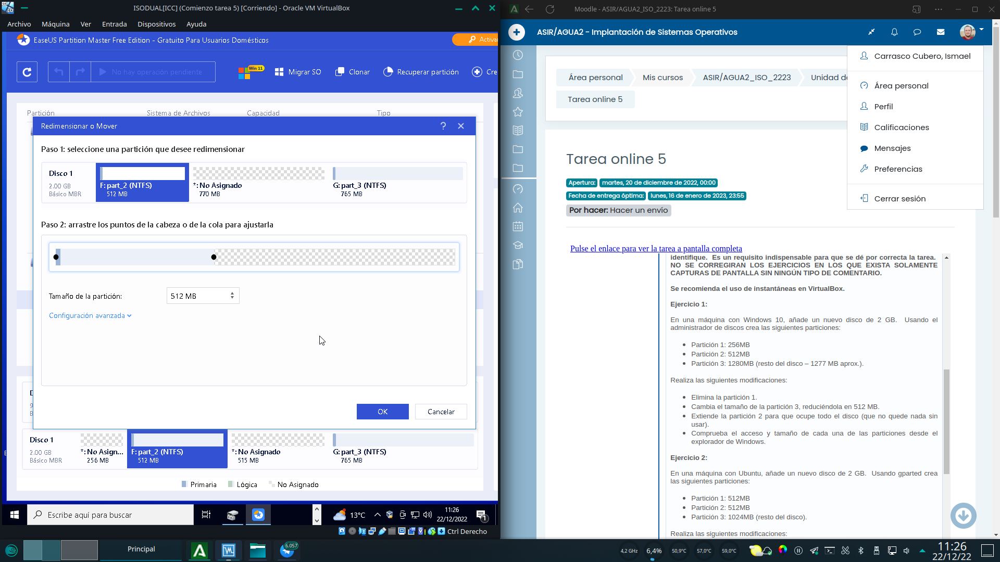 ISODUAL[ICC] (Comienzo tarea 5) [Corriendo] - Oracle VM VirtualBox
Archivo Máquina Ver Entrada Dispositivos Ayuda
EaseUS Partition Master Free Edition - Gratuito Para Usuarios Domésticos
Activa
No hay operación pendiente
Win 11
Migrar SO
Clonar
Recuperar partición
Cre
Partición Sistema de Archivos Capacidad Tipo
Redimensionar o Mover
?
Paso 1: seleccione una partición que desee redimensionar
Disco 1
2.00 GB
Básico MBR
F: part_2 (NTFS)
512 MB
*: No Asignado
770 MB
G: part_3 (NTFS)
765 MB
Paso 2: arrastre los puntos de la cabeza o de la cola para ajustarla
Tamaño de la partición: 512 MB
Configuración avanzada
OK
Cancelar
Disco 1
2.00 GB
Básico MBR
*: No Asign...
256 MB
F: part_2 (NTFS)
512 MB
*: No Asignado
515 MB
G: part_3 (NTFS)
765 MB
Primaria Lógica No Asignado
Escribe aquí para buscar
13°C
11:26
22/12/2022
1
Ctrl Derecho
Moodle - ASIR/AGUA2_ISO_2223: Tarea online 5
ASIR/AGUA2 - Implantación de Sistemas Operativos
Carrasco Cubero, Ismael
Área personal
Perfil
Calificaciones
Mensajes
Preferencias
Cerrar sesión
Área personal Mis cursos ASIR/AGUA2_ISO_2223 Unidad de
Tarea online 5
Tarea online 5
Apertura: martes, 20 de diciembre de 2022, 00:00
Fecha de entrega óptima: lunes, 16 de enero de 2023, 23:55
Por hacer: Hacer un envío
Pulse el enlace para ver la tarea a pantalla completa
identifique. Es un requisito indispensable para que se dé por correcta la tarea.
NO SE CORREGIRAN LOS EJERCICIOS EN LOS QUE EXISTA SOLAMENTE
CAPTURAS DE PANTALLA SIN NINGÚN TIPO DE COMENTARIO.
Se recomienda el uso de instantáneas en VirtualBox.
Ejercicio 1:
En una máquina con Windows 10, añade un nuevo disco de 2 GB. Usando el
administrador de discos crea las siguientes particiones:
Partición 1: 256MB
Partición 2: 512MB
Partición 3: 1280MB (resto del disco – 1277 MB aprox.).
Realiza las siguientes modificaciones:
Elimina la partición 1.
Cambia el tamaño de la partición 3, reduciéndola en 512 MB.
Extiende la partición 2 para que ocupe todo el disco (que no quede nada sin
usar).
Comprueba el acceso y tamaño de cada una de las particiones desde el
explorador de Windows.
Ejercicio 2:
En una máquina con Ubuntu, añade un nuevo disco de 2 GB. Usando gparted crea
las siguientes particiones:
Partición 1: 512MB
Partición 2: 512MB
Partición 3: 1024MB (resto del disco).
Realiza las siguientes modificaciones:
Principal
6.057
4,2 GHz
6,4%
50,9°C
57,0°C
59,0°C
11:26
22/12/22